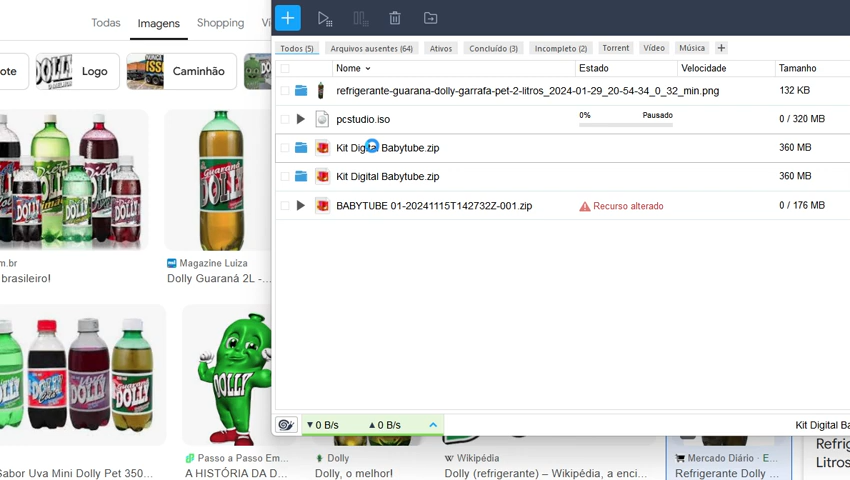 Todas
Imagens
Shopping
ote
Logo
Caminhão
m.br
brasileiro!
Magazine Luiza
Dolly Guaraná 2L -...
Sabor Uva Mini Dolly Pet 350...
Passo a Passo Em...
A HISTÓRIA DA D...
Dolly
Dolly, o melhor!
Wikipédia
Dolly (refrigerante) – Wikipédia, a enci...
Mercado Diário · E...
Refrigerante Dolly ...
Refrig
Litros
Todos (5)
Arquivos ausentes (64)
Ativos
Concluído (3)
Incompleto (2)
Torrent
Vídeo
Música
Nome
Estado
Velocidade
Tamanho
refrigerante-guarana-dolly-garrafa-pet-2-litros_2024-01-29_20-54-34_0_32_min.png
132 KB
pcstudio.iso
0%
Pausado
0 / 320 MB
Kit Digital Babytube.zip
360 MB
Kit Digital Babytube.zip
360 MB
BABYTUBE 01-20241115T142732Z-001.zip
Recurso alterado
0 / 176 MB
0 B/s
0 B/s
Kit Digital Ba
DOLLY